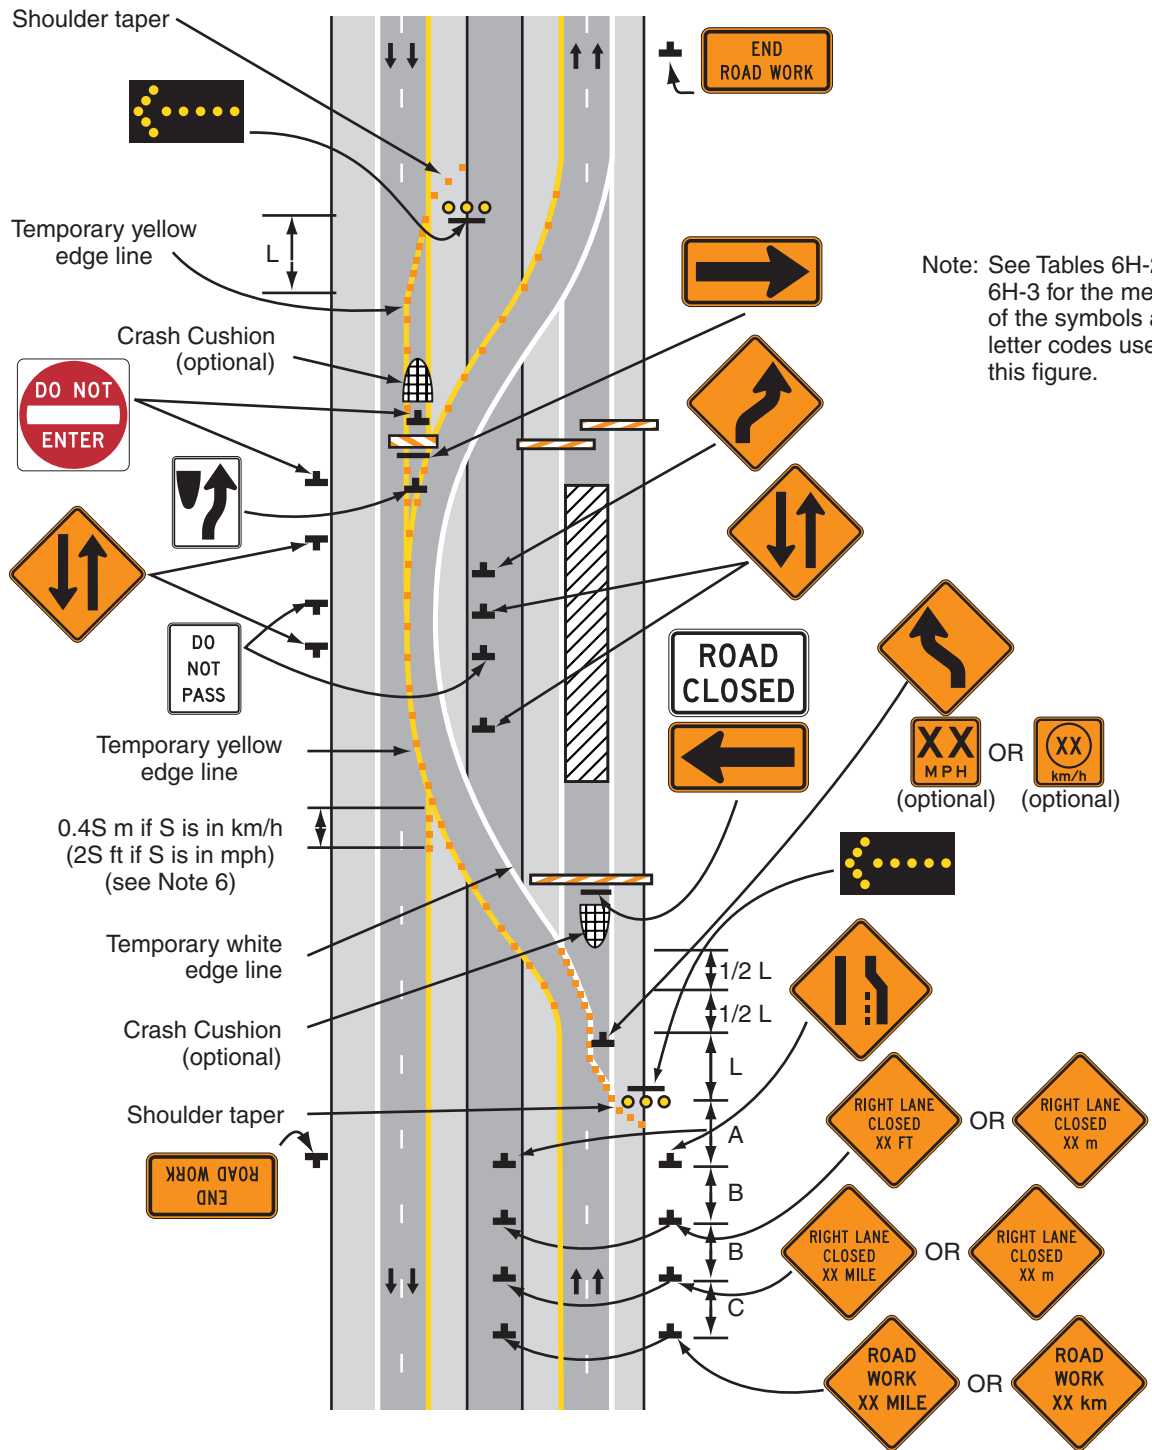 Shoulder taper
END
ROAD WORK
Temporary yellow
edge line
L
Note: See Tables 6H-2
6H-3 for the me
of the symbols a
letter codes use
this figure.
Crash Cushion
(optional)
DO NOT
ENTER
DO
NOT
PASS
ROAD
CLOSED
Temporary yellow
edge line
XX
MPH
OR
XX
km/h
(optional)
(optional)
0.4S m if S is in km/h
(2S ft if S is in mph)
(see Note 6)
Temporary white
edge line
1/2 L
1/2 L
Crash Cushion
(optional)
L
Shoulder taper
A
RIGHT LANE
CLOSED
XX FT
OR
RIGHT LANE
CLOSED
XX m
END
ROAD WORK
B
B
RIGHT LANE
CLOSED
XX MILE
OR
RIGHT LANE
CLOSED
XX m
C
ROAD
WORK
XX MILE
OR
ROAD
WORK
XX km